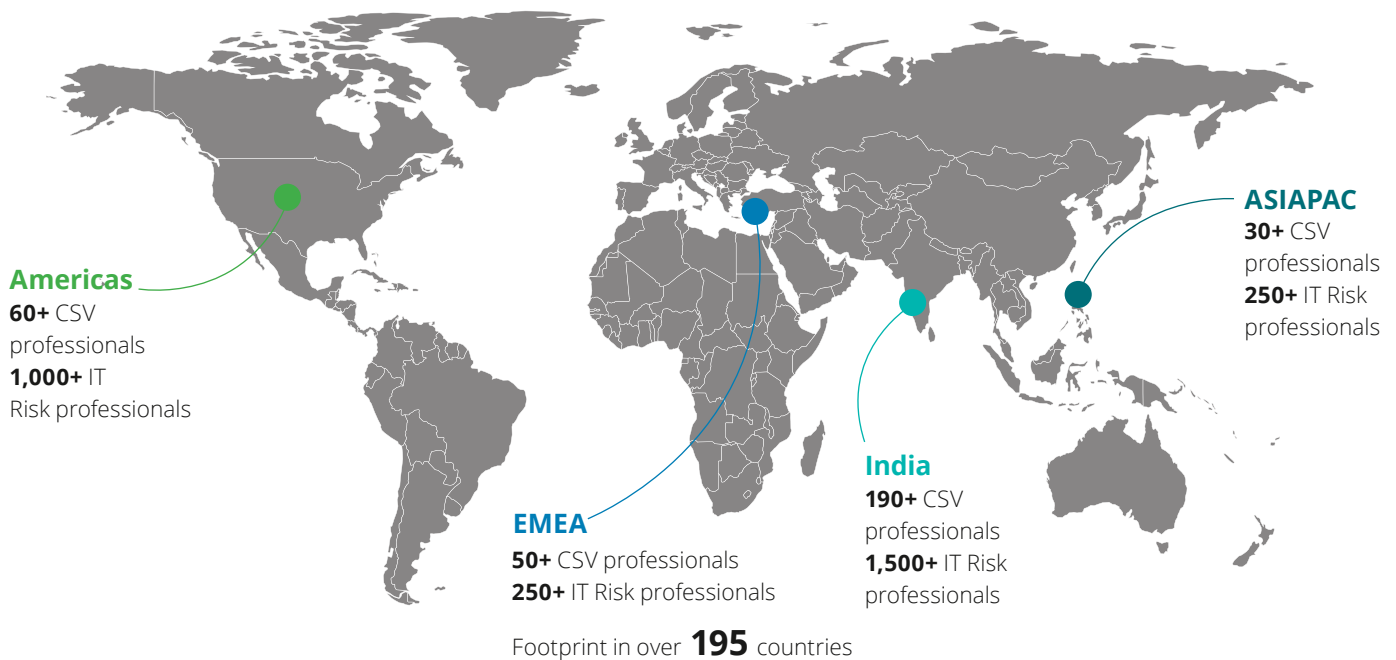 Americas
60+ CSV
professionals
1,000+ IT
Risk professionals
EMEA
50+ CSV professionals
250+ IT Risk professionals
India
190+ CSV
professionals
1,500+ IT Risk
professionals
ASIAPAC
30+ CSV
professionals
250+ IT Risk
professionals
Footprint in over 195 countries